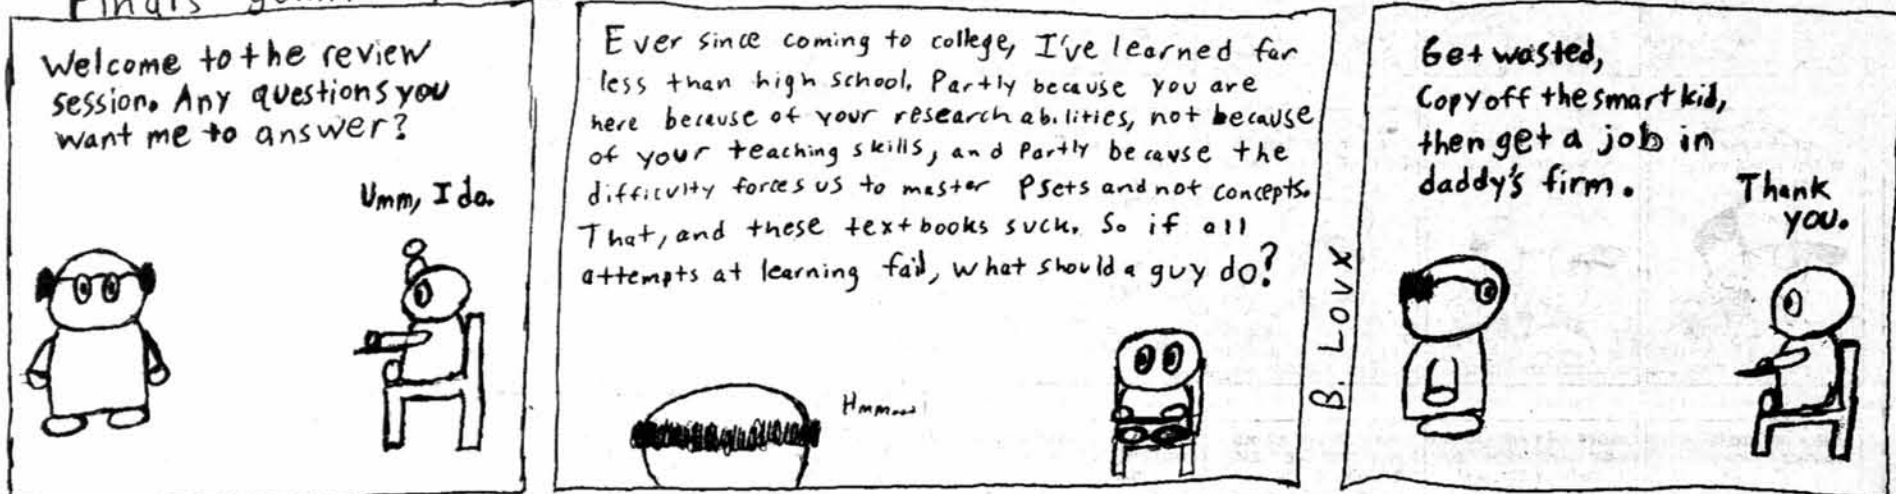 Finals
Welcome to the review
session. Any questions you
want me to answer?
Umm, I do.
Ever since coming to college, I've learned far
less than high school. Partly because you are
here because of your research abilities, not because
of your teaching skills, and Partly because the
difficulty forces us to master Psets and not concepts.
That, and these textbooks suck. So if all
attempts at learning fail, what should a guy do?
Hmm...
B. Loux
Get wasted,
Copy off the smart kid,
then get a job in
daddy's firm.
Thank
you.